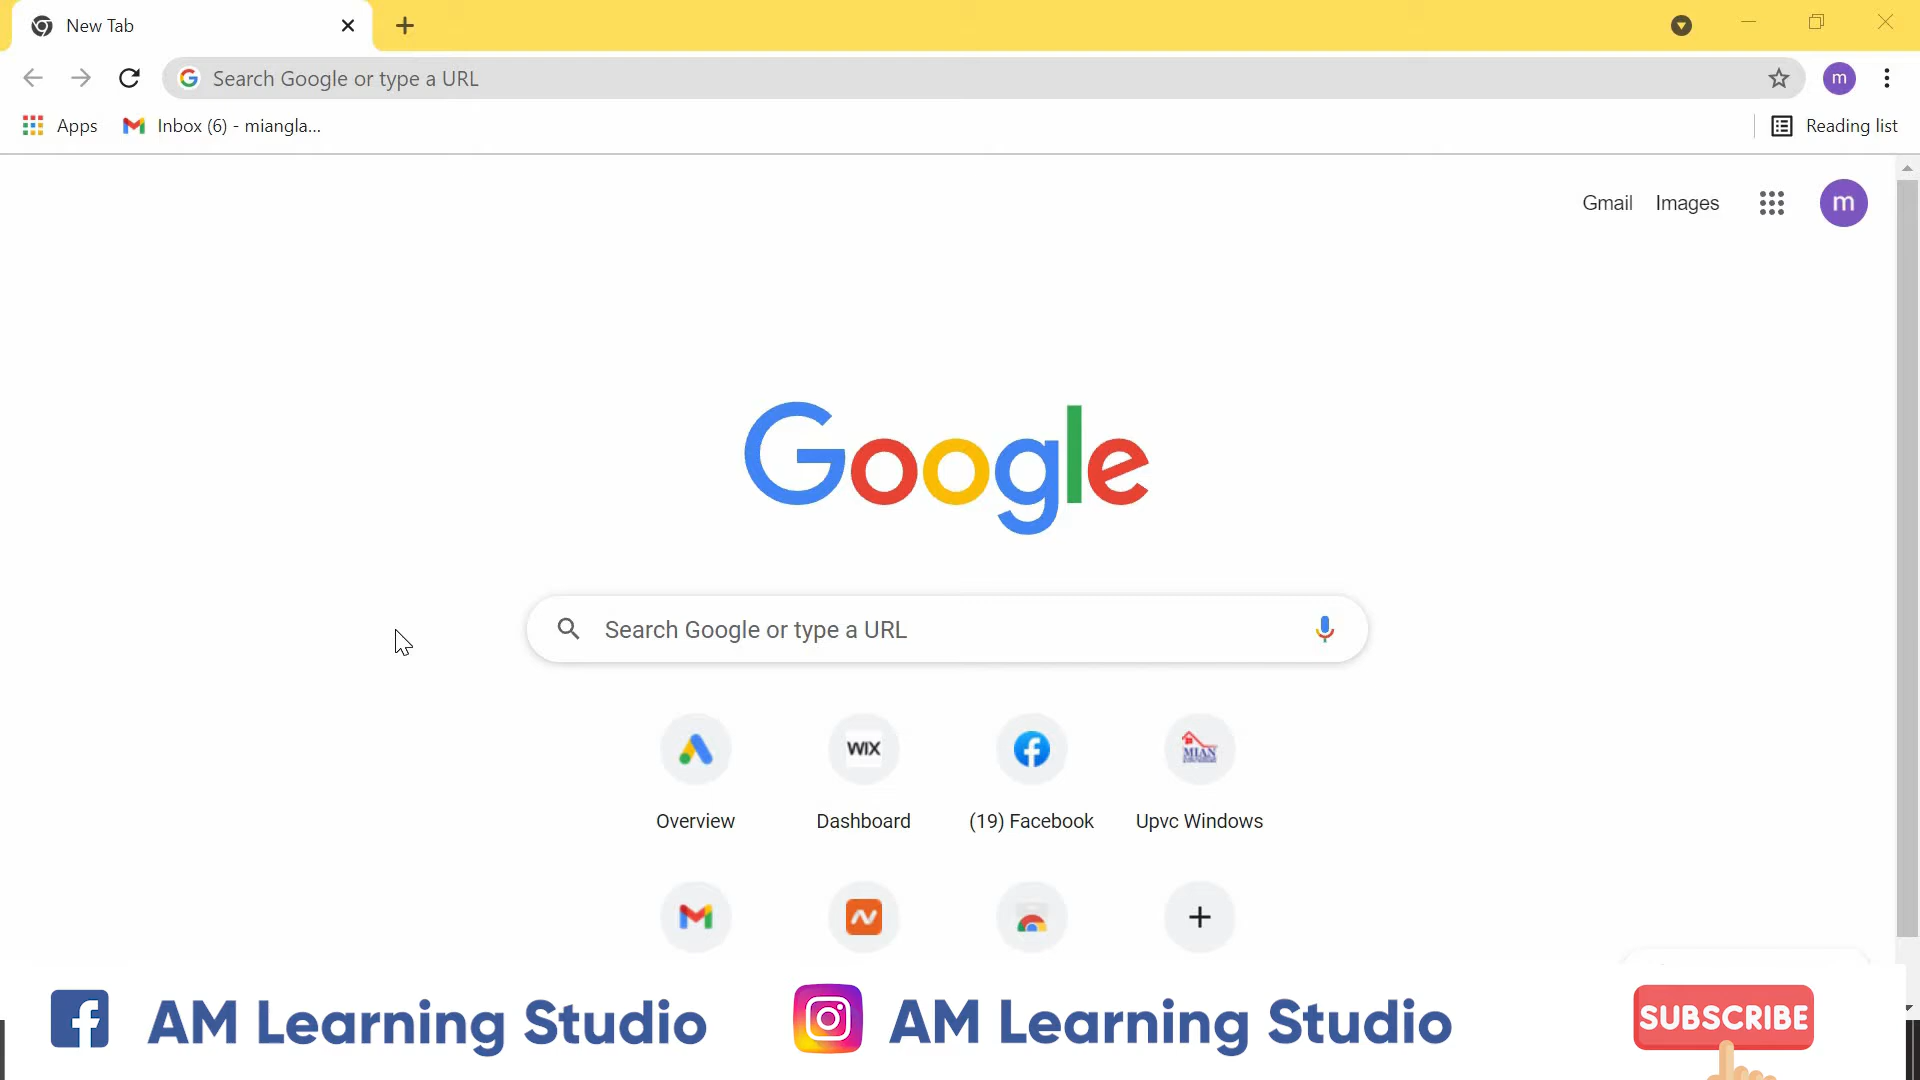 New Tab
Search Google or type a URL
m
Apps
Inbox (6) - miangla...
Reading list
Gmail
Images
m
Google
Search Google or type a URL
WIX
MIAN
Overview
Dashboard
(19) Facebook
Upvc Windows
AM Learning Studio
AM Learning Studio
SUBSCRIBE